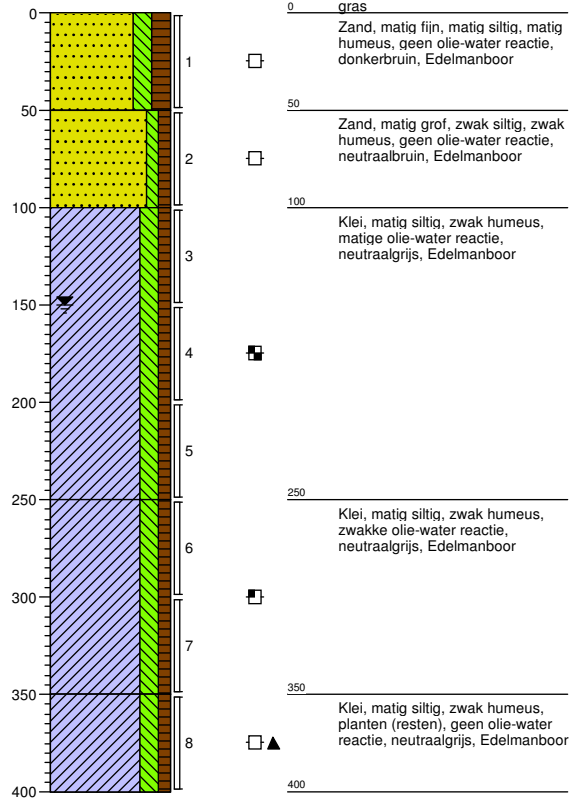 0
50
100
150
200
250
300
350
400
1
2
3
4
5
6
7
8
0
gras
Zand, matig fijn, matig siltig, matig
humeus, geen olie-water reactie,
donkerbruin, Edelmanboor
50
Zand, matig grof, zwak siltig, zwak
humeus, geen olie-water reactie,
neutraalbruin, Edelmanboor
100
Klei, matig siltig, zwak humeus,
matige olie-water reactie,
neutraalgrijs, Edelmanboor
250
Klei, matig siltig, zwak humeus,
zwakke olie-water reactie,
neutraalgrijs, Edelmanboor
350
Klei, matig siltig, zwak humeus,
planten (resten), geen olie-water
reactie, neutraalgrijs, Edelmanboor
400